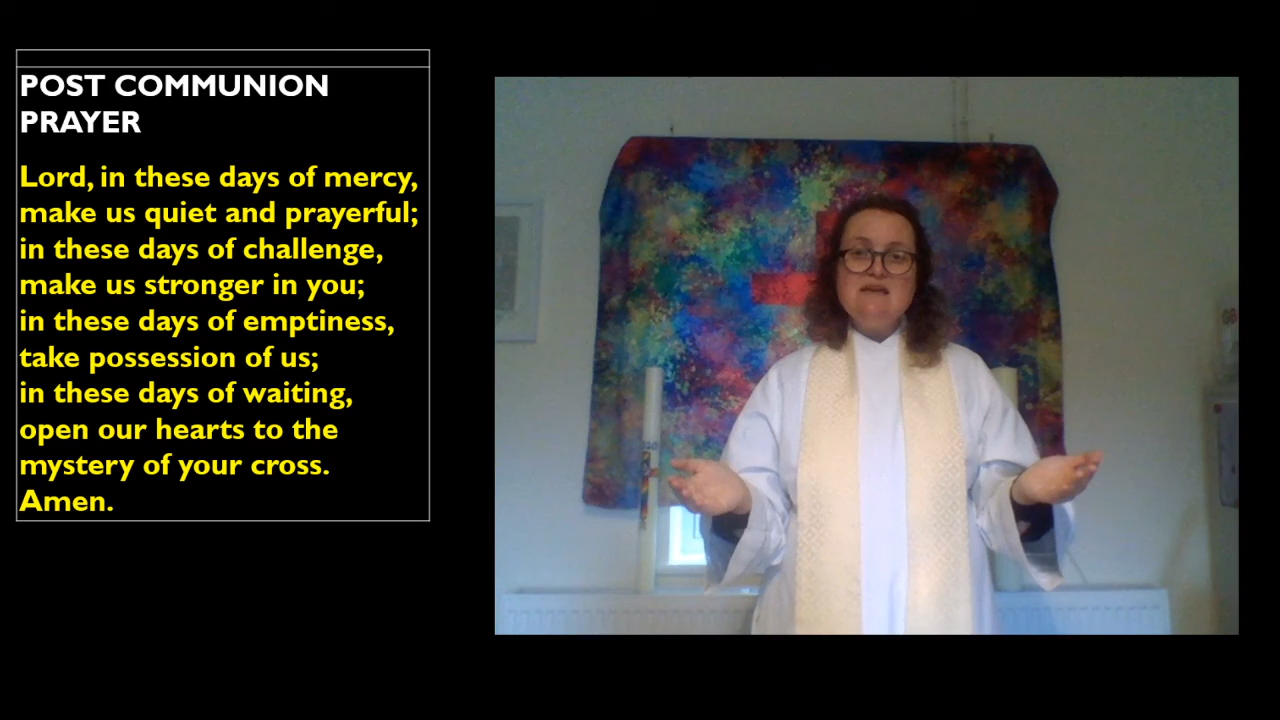 POST COMMUNION
PRAYER
Lord, in these days of mercy,
make us quiet and prayerful;
in these days of challenge,
make us stronger in you;
in these days of emptiness,
take possession of us;
in these days of waiting,
open our hearts to the
mystery of your cross.
Amen.